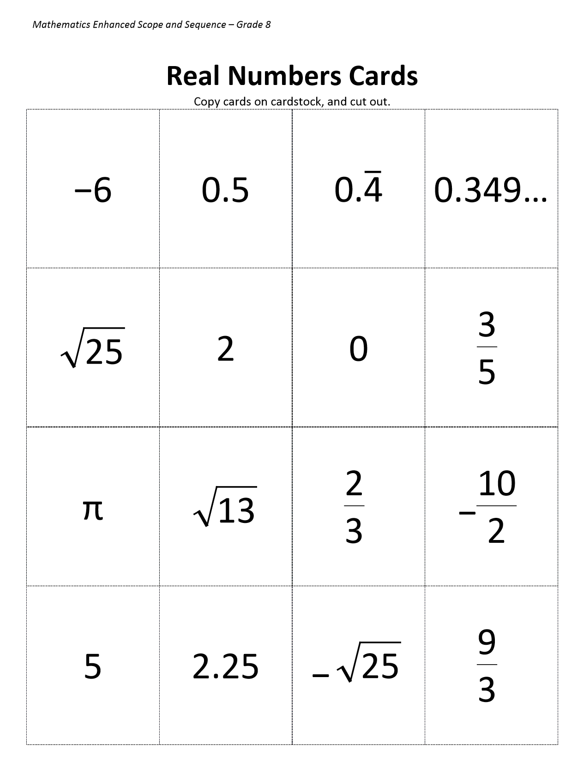 Mathematics Enhanced Scope and Sequence – Grade 8
Real Numbers Cards
Copy cards on cardstock, and cut out.
−6 0.5 0.4̅ 0.349...
√25 2 0 3/5
π √13 2/3 −10/2
5 2.25 −√25 9/3